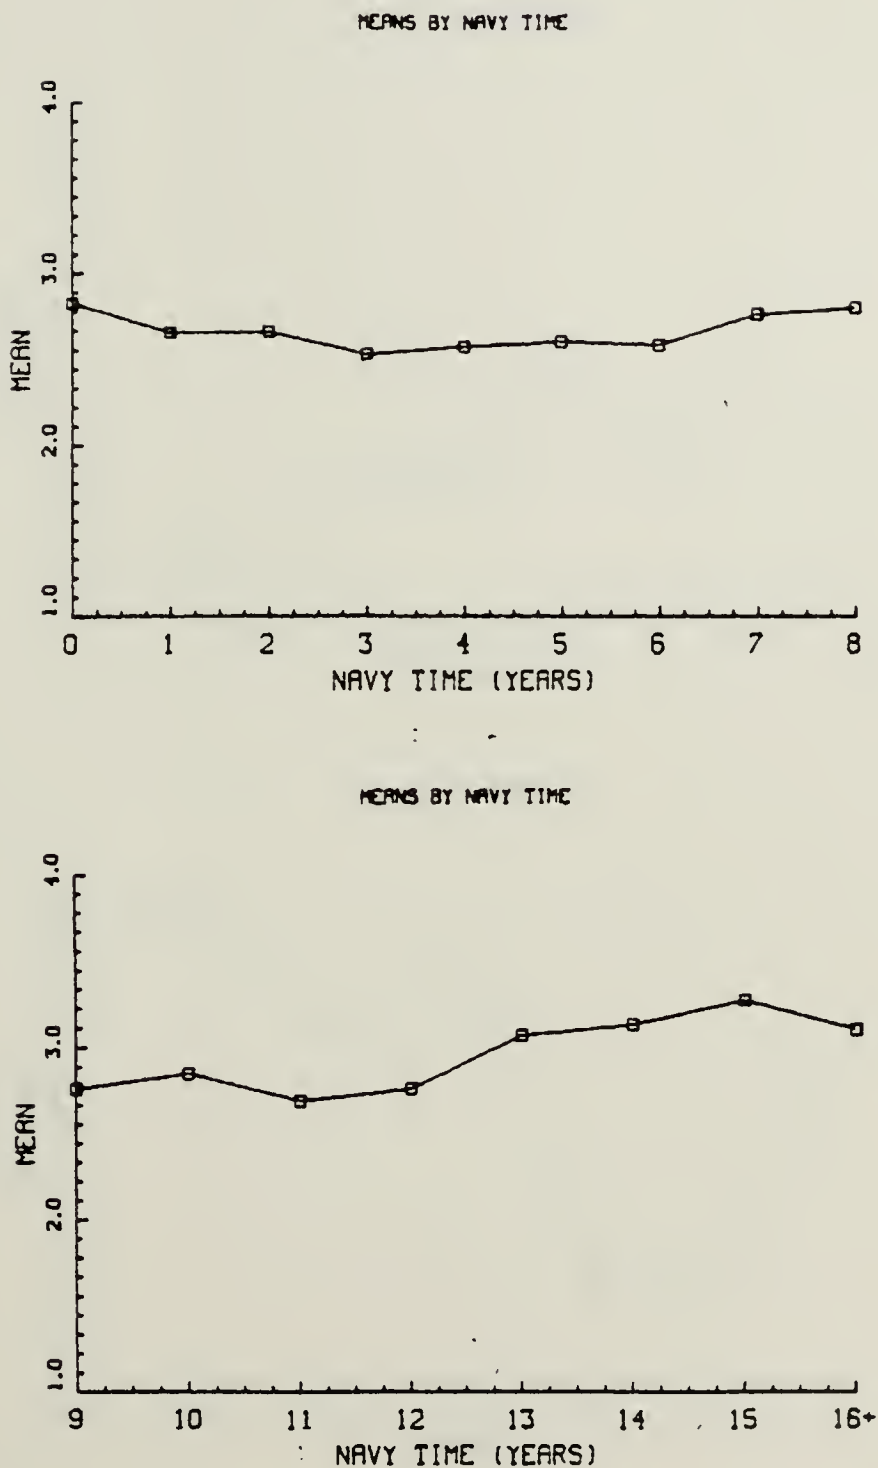 MEANS BY NAVY TIME
4.0
3.0
2.0
1.0
MEAN
0 1 2 3 4 5 6 7 8
NAVY TIME (YEARS)
MEANS BY NAVY TIME
4.0
3.0
2.0
1.0
MEAN
9 10 11 12 13 14 15 16+
NAVY TIME (YEARS)